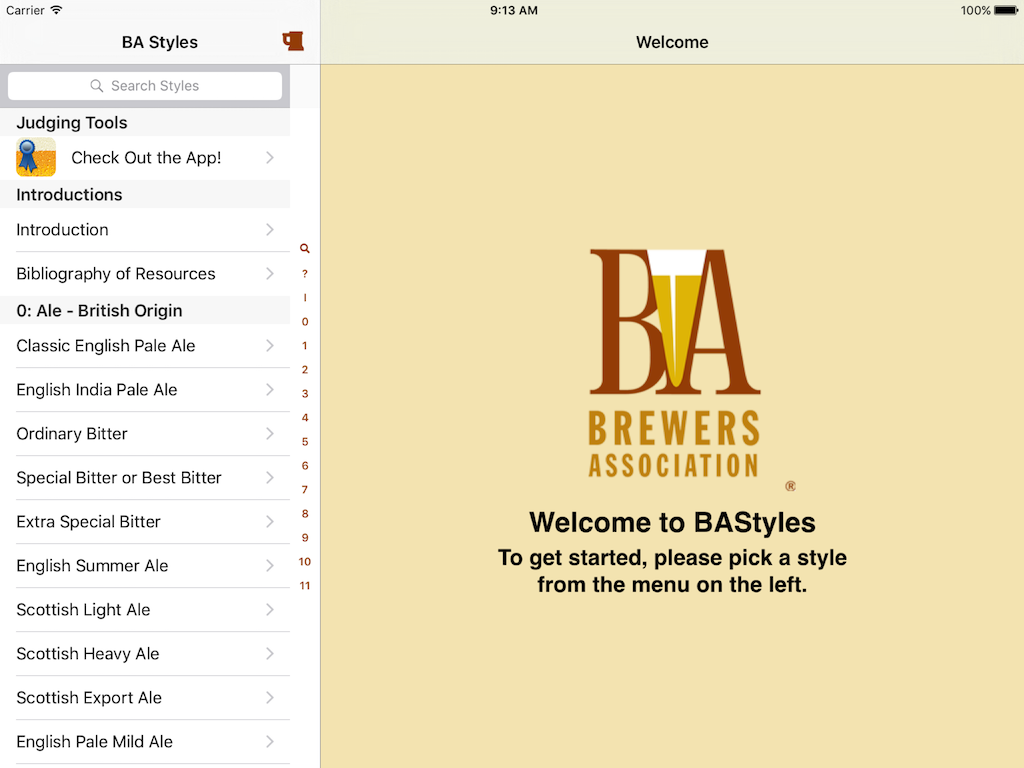 Carrier
9:13 AM
100%
BA Styles
Welcome
Search Styles
Judging Tools
Check Out the App!
Introductions
Introduction
Bibliography of Resources
0: Ale - British Origin
Classic English Pale Ale
English India Pale Ale
Ordinary Bitter
Special Bitter or Best Bitter
Extra Special Bitter
English Summer Ale
Scottish Light Ale
Scottish Heavy Ale
Scottish Export Ale
English Pale Mild Ale
?
I
0
1
2
3
4
5
6
7
8
9
10
11
BA
BREWERS
ASSOCIATION
®
Welcome to BAStyles
To get started, please pick a style
from the menu on the left.